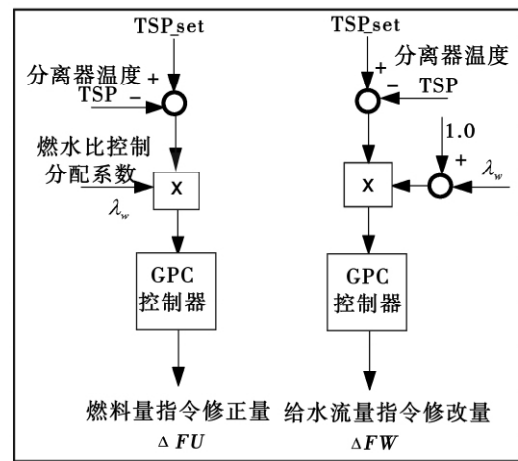 TSP_set
分离器温度 +
TSP −
燃水比控制
分配系数
λw
X
GPC
控制器
燃料量指令修正量
Δ FU
TSP_set
+ 分离器温度
− TSP
1.0
+
X
λw
GPC
控制器
给水流量指令修改量
Δ FW